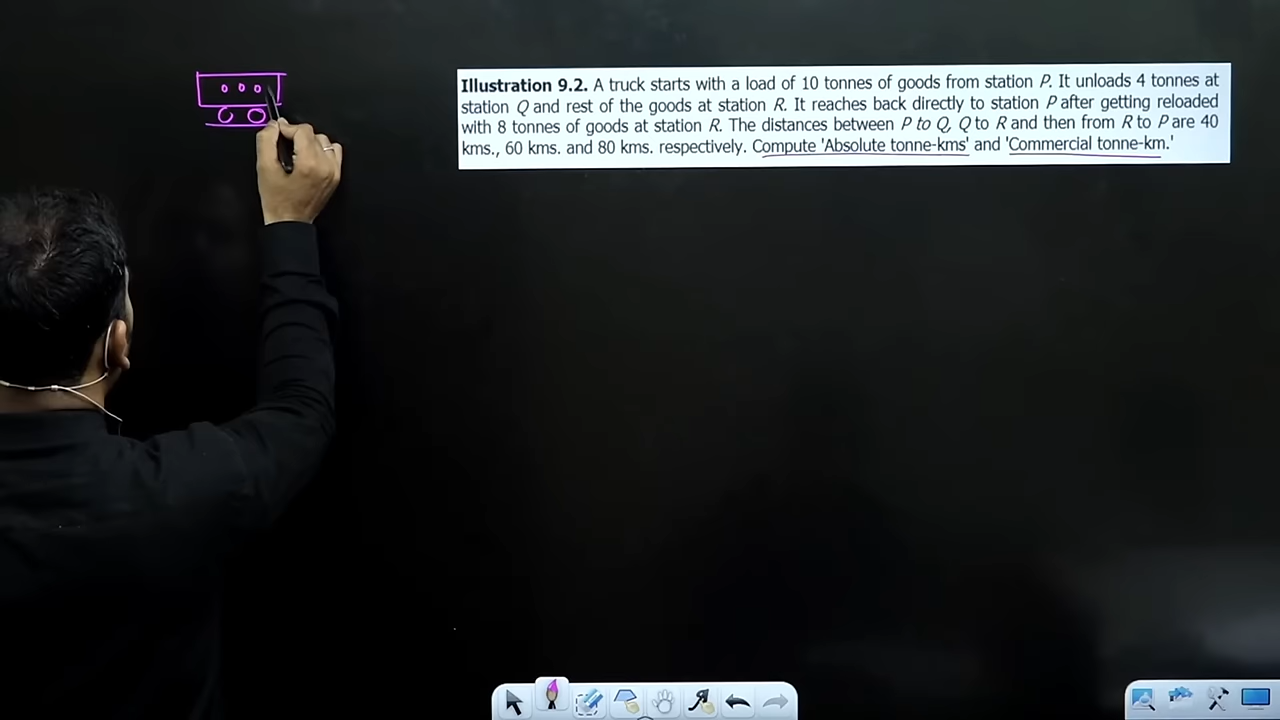 Illustration 9.2. A truck starts with a load of 10 tonnes of goods from station P. It unloads 4 tonnes at
station Q and rest of the goods at station R. It reaches back directly to station P after getting reloaded
with 8 tonnes of goods at station R. The distances between P to Q, Q to R and then from R to P are 40
kms., 60 kms. and 80 kms. respectively. Compute 'Absolute tonne-kms' and 'Commercial tonne-km.'